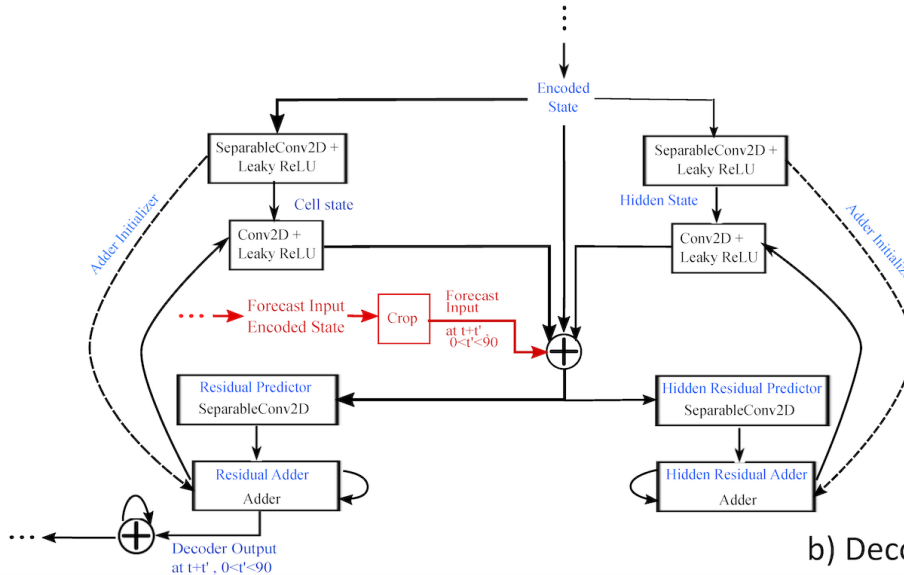 Encoded
State
SeparableConv2D +
Leaky ReLU
SeparableConv2D +
Leaky ReLU
Adder Initializer
Cell state
Hidden State
Adder Initialize
Conv2D +
Leaky ReLU
Conv2D +
Leaky ReLU
... Forecast Input
Encoded State
Crop
Forecast
Input
at t+t' ,
0<t'<90
Residual Predictor
SeparableConv2D
Hidden Residual Predictor
SeparableConv2D
Residual Adder
Adder
Hidden Residual Adder
Adder
Decoder Output
at t+t' , 0<t'<90
b) Deco